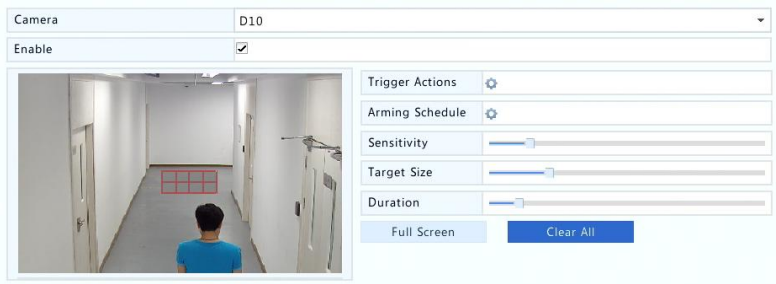 Camera D10
Enable
Trigger Actions
Arming Schedule
Sensitivity
Target Size
Duration
Full Screen Clear All